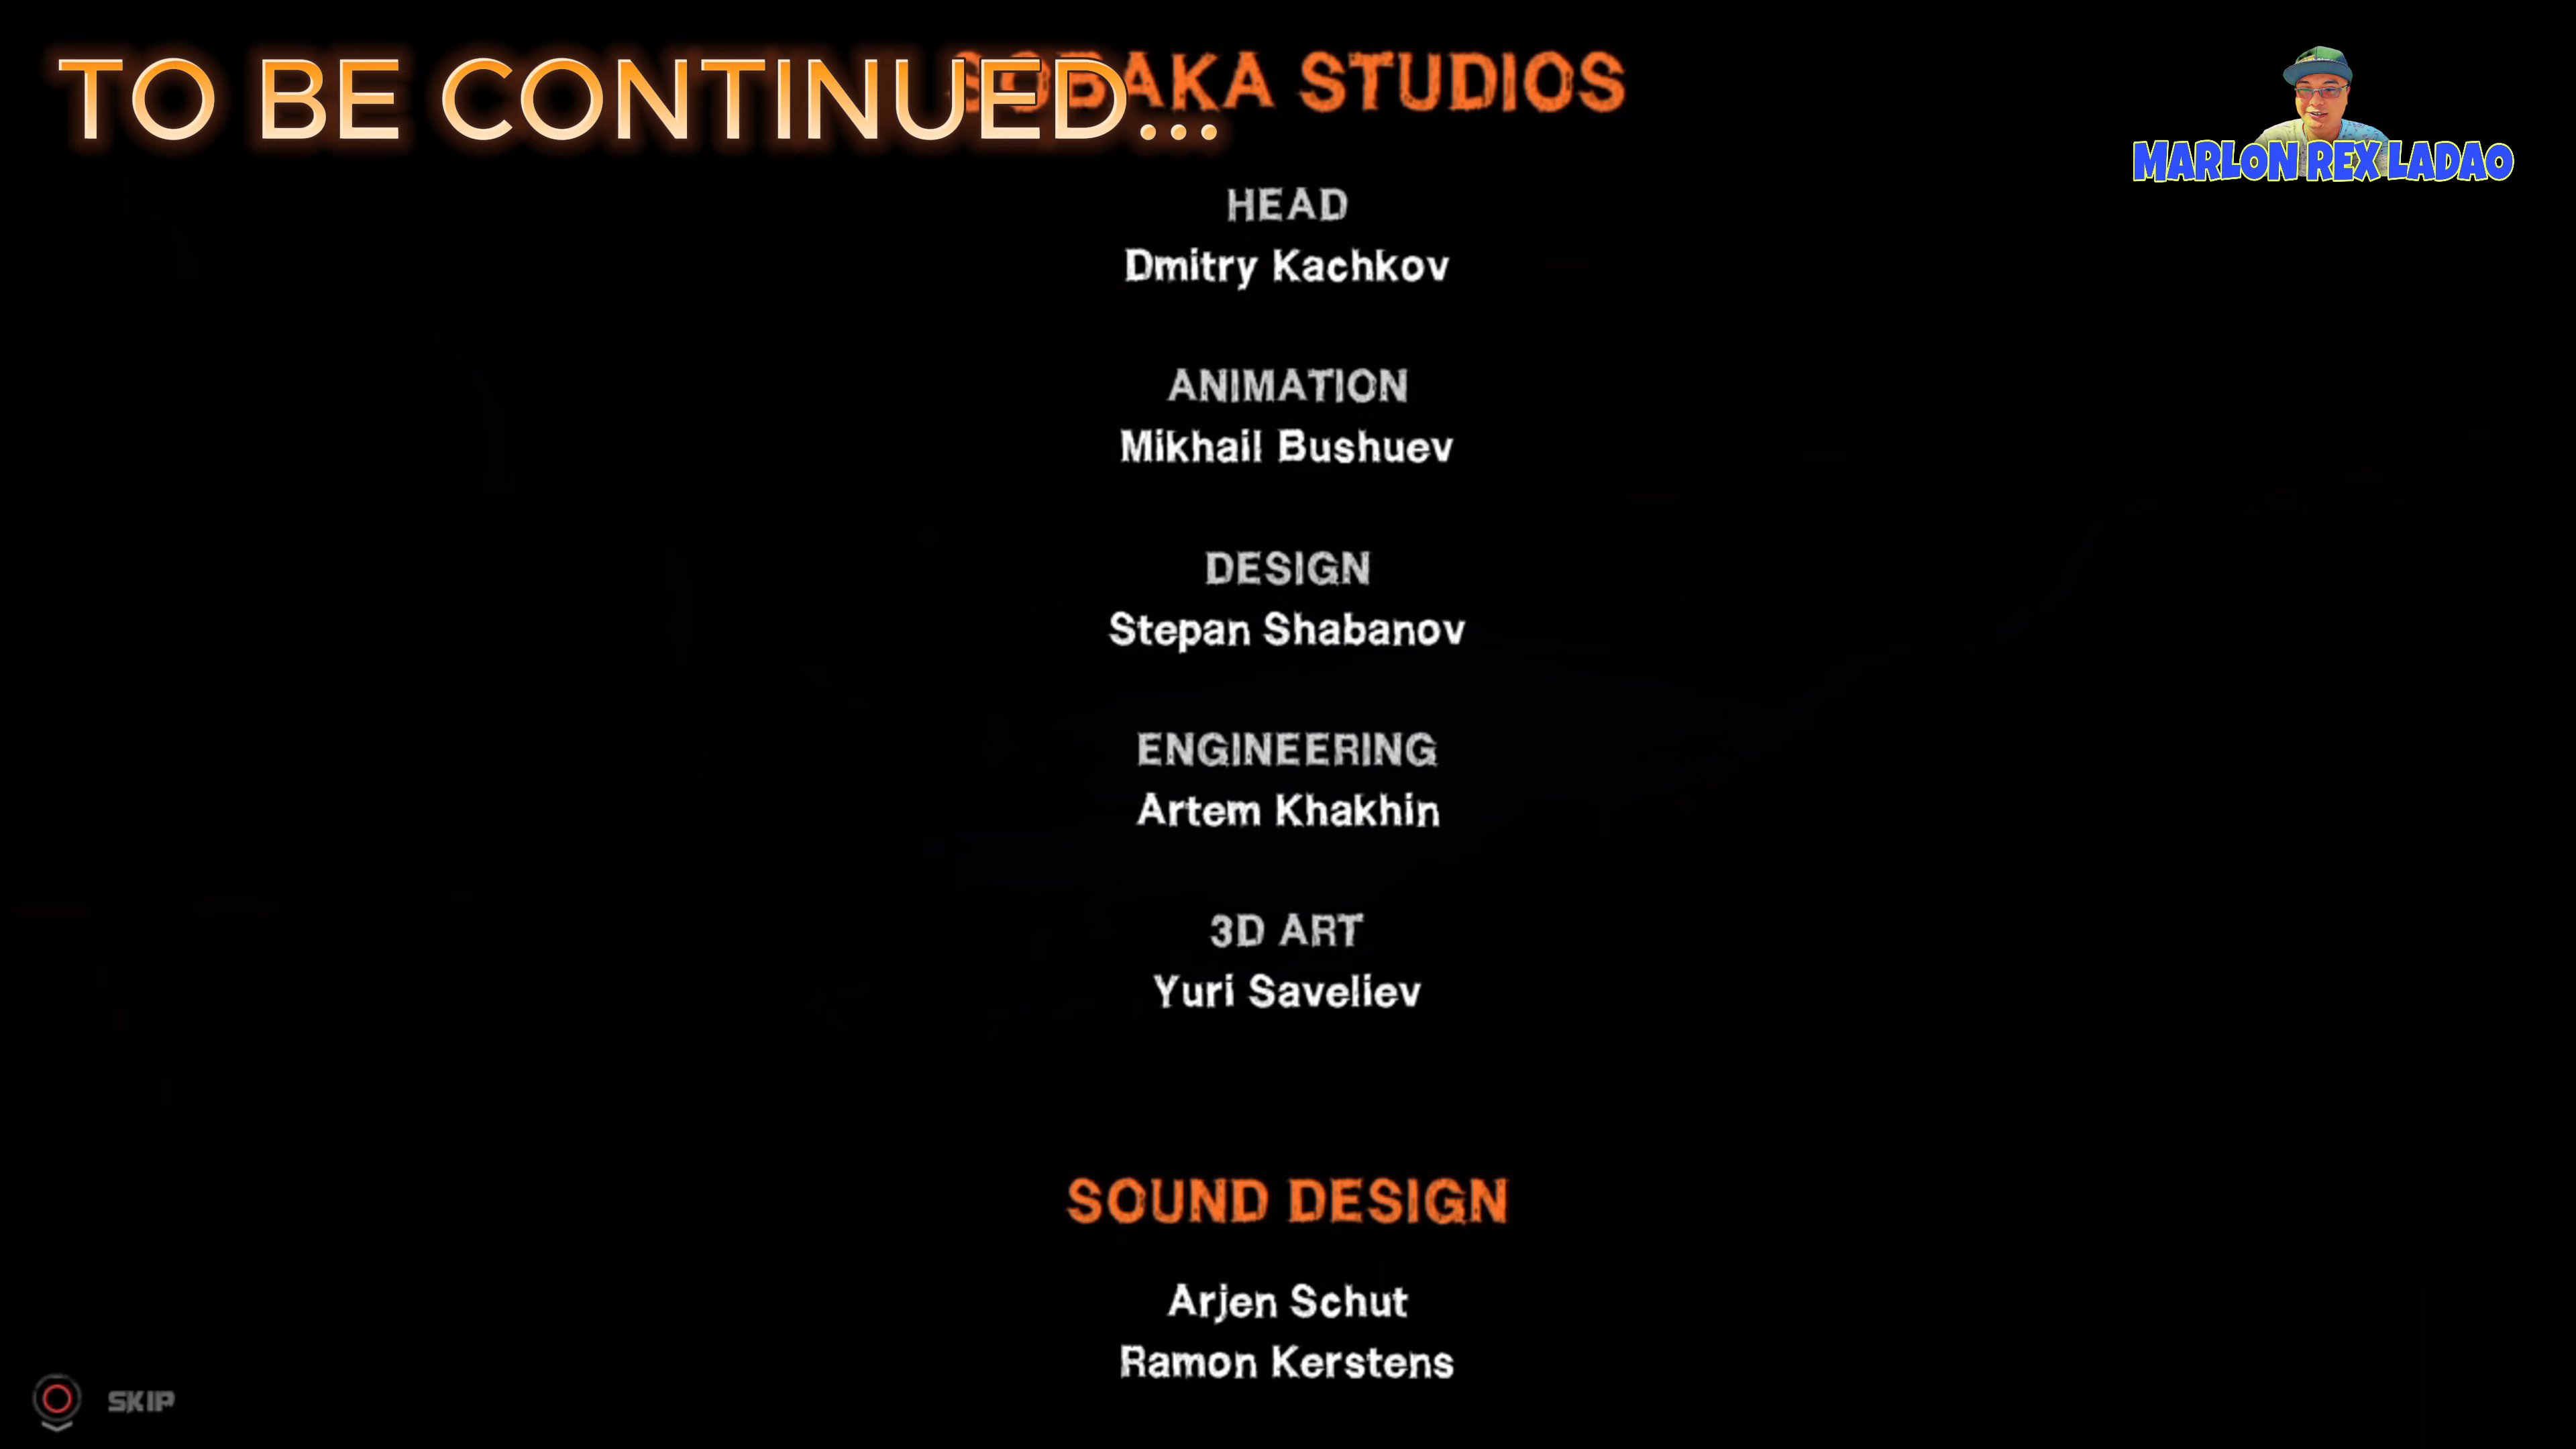 TO BE CONTINUED...
SOBAKA STUDIOS
MARLON REX LADAO
HEAD
Dmitry Kachkov
ANIMATION
Mikhail Bushuev
DESIGN
Stepan Shabanov
ENGINEERING
Artem Khakhin
3D ART
Yuri Saveliev
SOUND DESIGN
Arjen Schut
Ramon Kerstens
SKIP